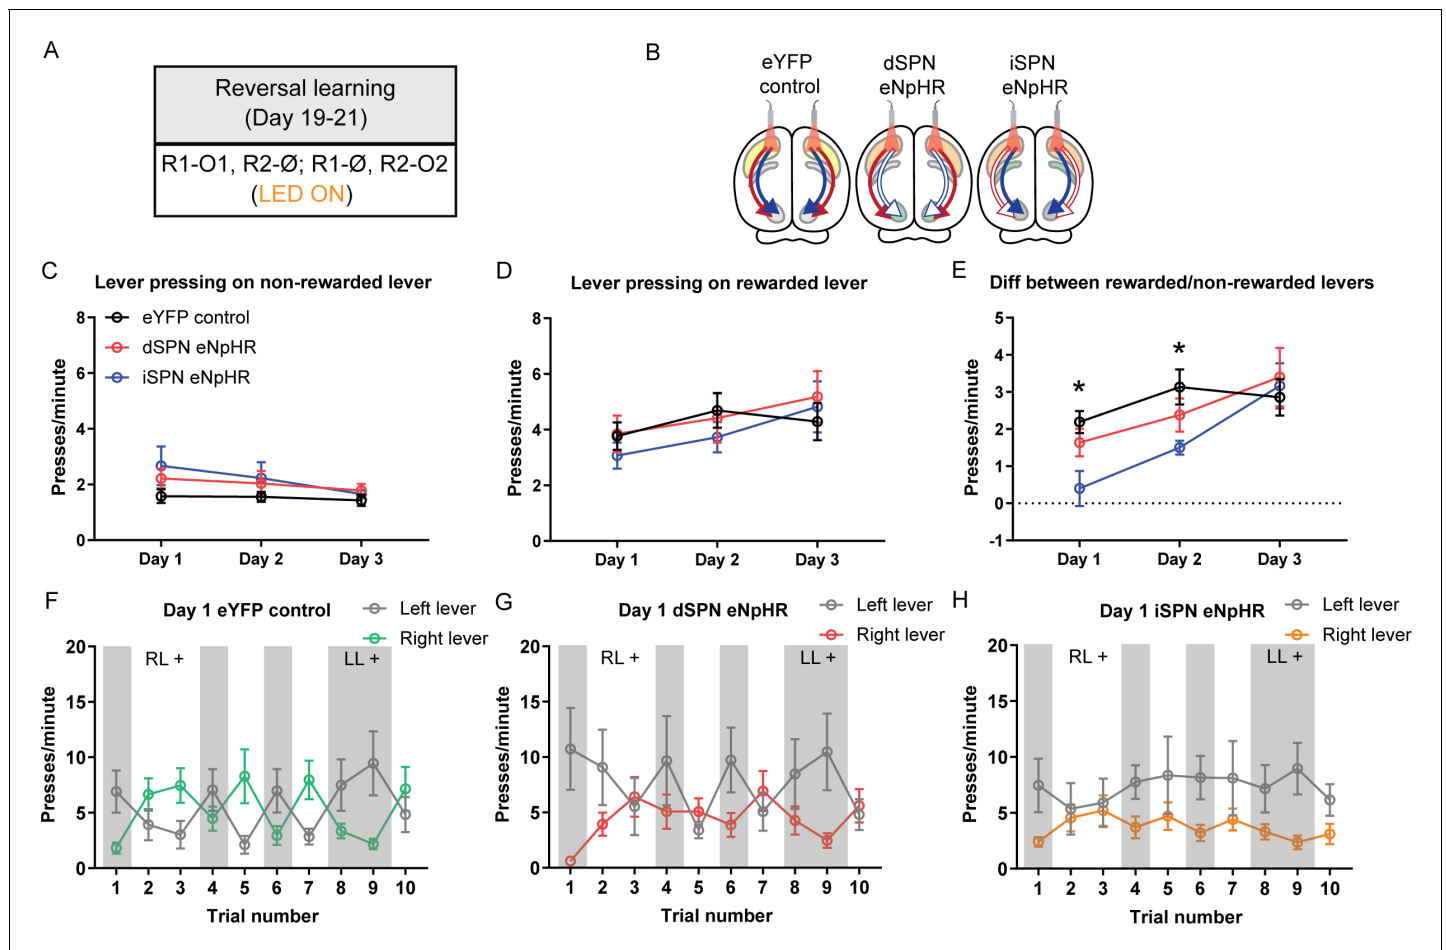 A
Reversal learning
(Day 19-21)
R1-O1, R2-Ø; R1-Ø, R2-O2
(LED ON)
B
eYFP
control
dSPN
eNpHR
iSPN
eNpHR
C
Lever pressing on non-rewarded lever
eYFP control
dSPN eNpHR
iSPN eNpHR
Presses/minute
8
6
4
2
0
Day 1
Day 2
Day 3
D
Lever pressing on rewarded lever
Presses/minute
8
6
4
2
0
Day 1
Day 2
Day 3
E
Diff between rewarded/non-rewarded levers
Presses/minute
5
4
3
2
1
0
-1
*
*
Day 1
Day 2
Day 3
F
Day 1 eYFP control
Left lever
Right lever
RL +
LL +
Presses/minute
20
15
10
5
0
1 2 3 4 5 6 7 8 9 10
Trial number
G
Day 1 dSPN eNpHR
Left lever
Right lever
RL +
LL +
Presses/minute
20
15
10
5
0
1 2 3 4 5 6 7 8 9 10
Trial number
H
Day 1 iSPN eNpHR
Left lever
Right lever
RL +
LL +
Presses/minute
20
15
10
5
0
1 2 3 4 5 6 7 8 9 10
Trial number